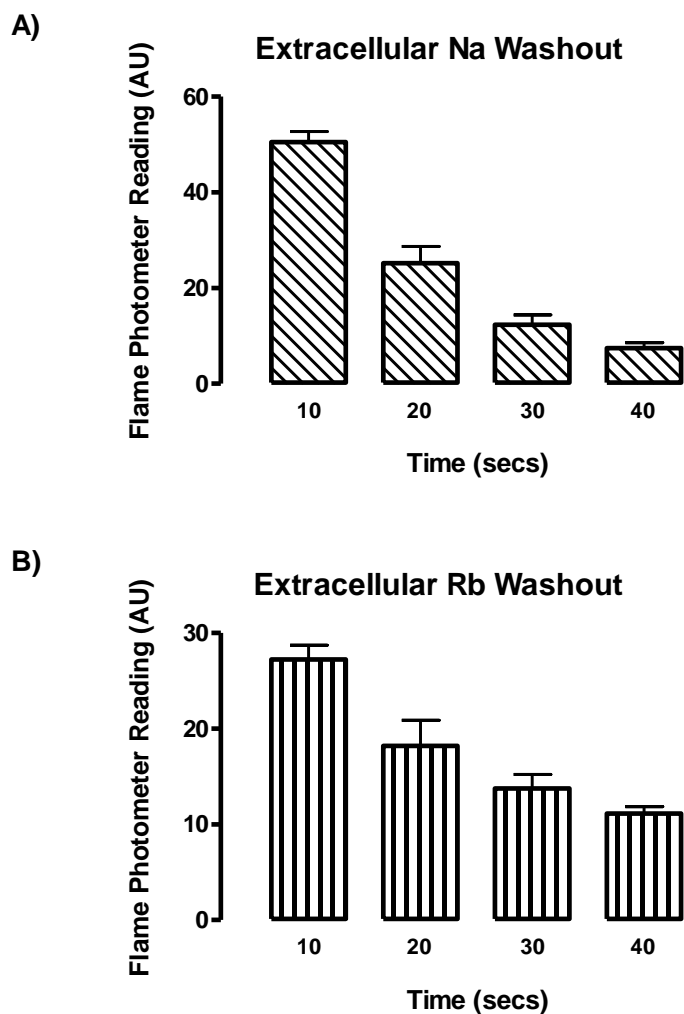 A)
Extracellular Na Washout
Flame Photometer Reading (AU)
60
40
20
0
10 20 30 40
Time (secs)
B)
Extracellular Rb Washout
Flame Photometer Reading (AU)
30
20
10
0
10 20 30 40
Time (secs)